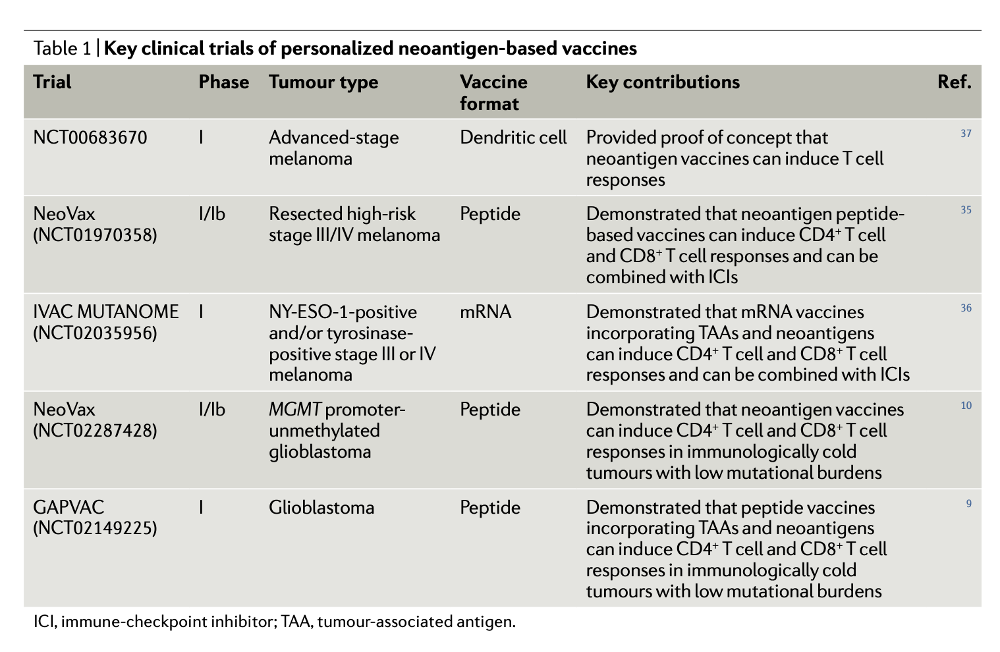 Table 1 | Key clinical trials of personalized neoantigen-based vaccines
Trial Phase Tumour type Vaccine format Key contributions Ref.
NCT00683670 I Advanced-stage melanoma Dendritic cell Provided proof of concept that neoantigen vaccines can induce T cell responses 37
NeoVax (NCT01970358) I/Ib Resected high-risk stage III/IV melanoma Peptide Demonstrated that neoantigen peptide-based vaccines can induce CD4⁺ T cell and CD8⁺ T cell responses and can be combined with ICIs 35
IVAC MUTANOME (NCT02035956) I NY-ESO-1-positive and/or tyrosinase-positive stage III or IV melanoma mRNA Demonstrated that mRNA vaccines incorporating TAAs and neoantigens can induce CD4⁺ T cell and CD8⁺ T cell responses and can be combined with ICIs 36
NeoVax (NCT02287428) I/Ib MGMT promoter-unmethylated glioblastoma Peptide Demonstrated that neoantigen vaccines can induce CD4⁺ T cell and CD8⁺ T cell responses in immunologically cold tumours with low mutational burdens 10
GAPVAC (NCT02149225) I Glioblastoma Peptide Demonstrated that peptide vaccines incorporating TAAs and neoantigens can induce CD4⁺ T cell and CD8⁺ T cell responses in immunologically cold tumours with low mutational burdens 9
ICI, immune-checkpoint inhibitor; TAA, tumour-associated antigen.